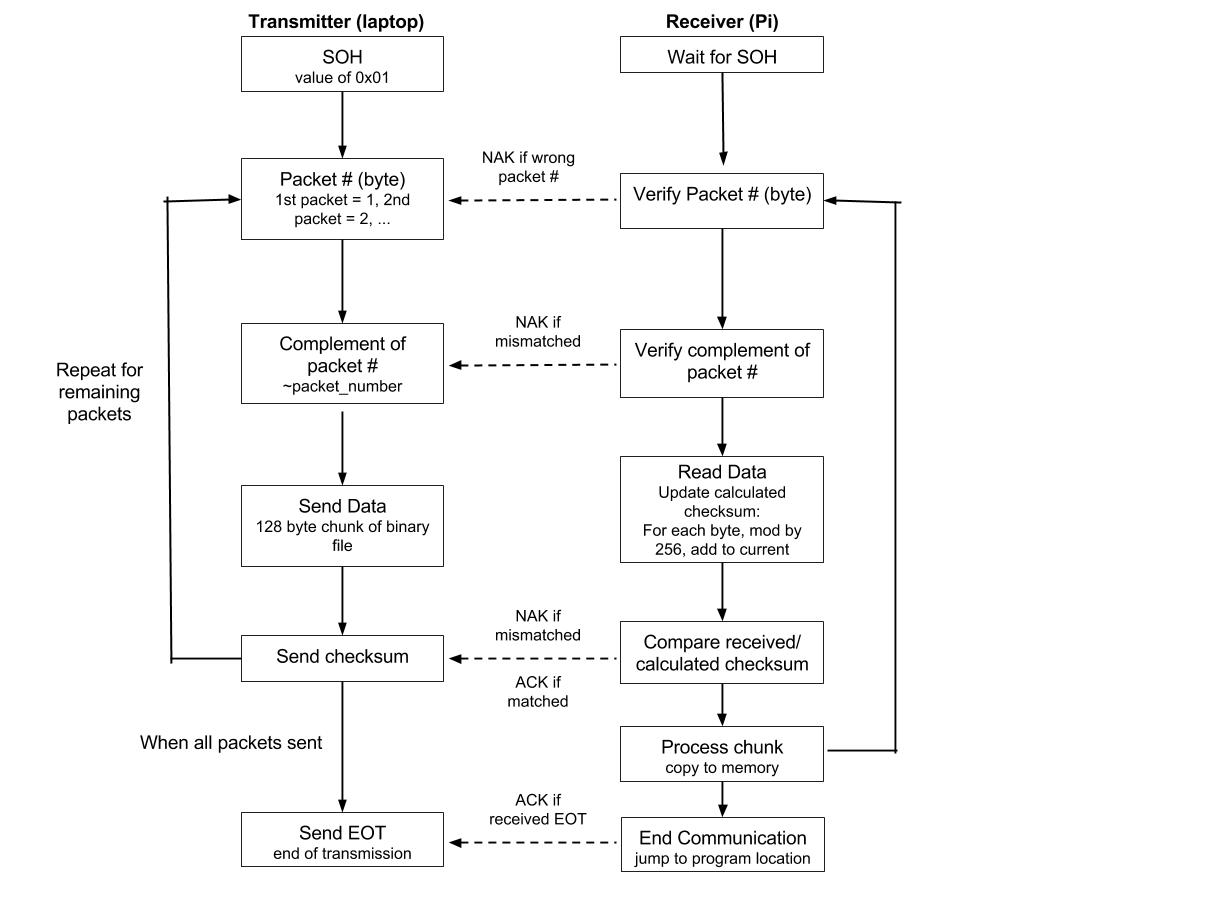 Transmitter (laptop)
Receiver (Pi)
SOH
value of 0x01
Wait for SOH
NAK if wrong
packet #
Packet # (byte)
1st packet = 1, 2nd
packet = 2, ...
Verify Packet # (byte)
NAK if
mismatched
Complement of
packet #
~packet_number
Verify complement of
packet #
Repeat for
remaining
packets
Send Data
128 byte chunk of binary
file
Read Data
Update calculated
checksum:
For each byte, mod by
256, add to current
NAK if
mismatched
Send checksum
Compare received/
calculated checksum
ACK if
matched
When all packets sent
Process chunk
copy to memory
ACK if
received EOT
Send EOT
end of transmission
End Communication
jump to program location